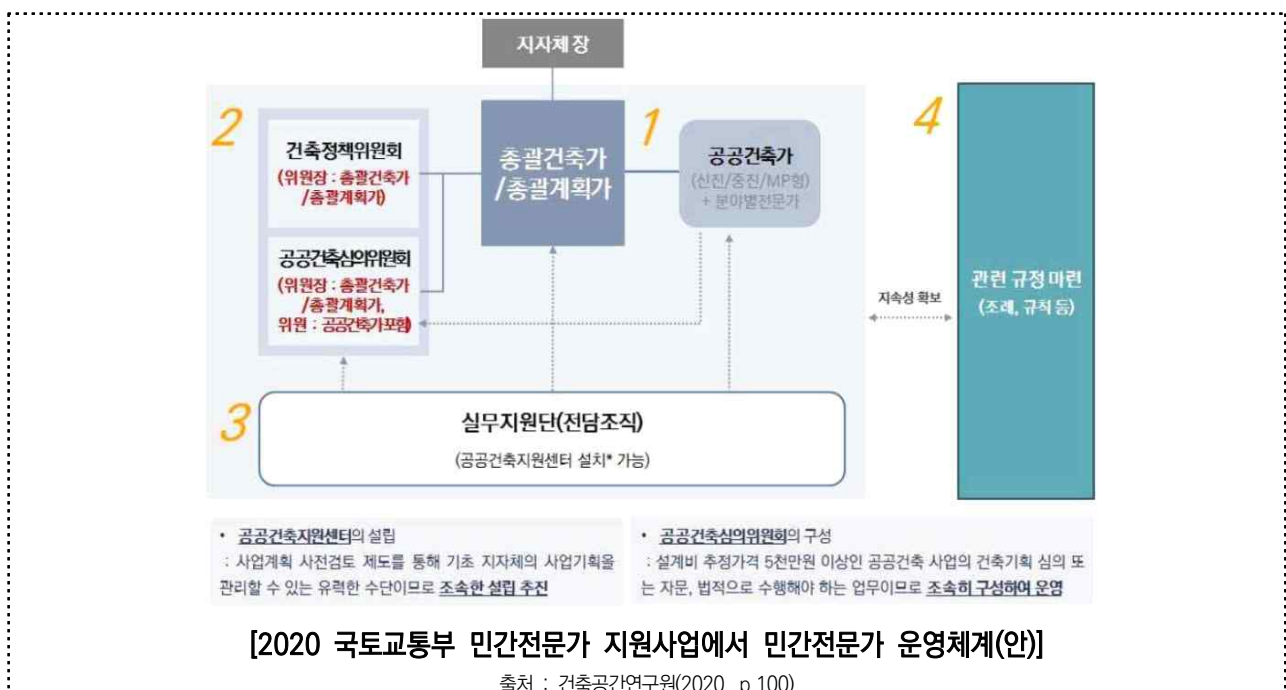 지자체 장
2
건축정책위원회
(위원장 : 총괄건축가
/총괄계획가)
공공건축심의위원회
(위원장 : 총괄건축가
/총괄계획가,
위원 : 공공건축가포함)
총괄건축가
/총괄계획가
1
공공건축가
(신진/중진/MP형)
+ 분야별전문가
4
지속성 확보
관련 규정 마련
(조례, 규칙 등)
3
실무지원단(전담조직)
(공공건축지원센터 설치* 가능)
• 공공건축지원센터의 설립
: 사업계획 사전검토 제도를 통해 기초 지자체의 사업기획을
관리할 수 있는 유력한 수단이므로 조속한 설립 추진
• 공공건축심의위원회의 구성
: 설계비 추정가격 5천만원 이상인 공공건축 사업의 건축기획 심의 또
는 자문, 법적으로 수행해야 하는 업무이므로 조속히 구성하여 운영
[2020 국토교통부 민간전문가 지원사업에서 민간전문가 운영체계(안)]
출처 : 건축공간연구원(2020, p.100)